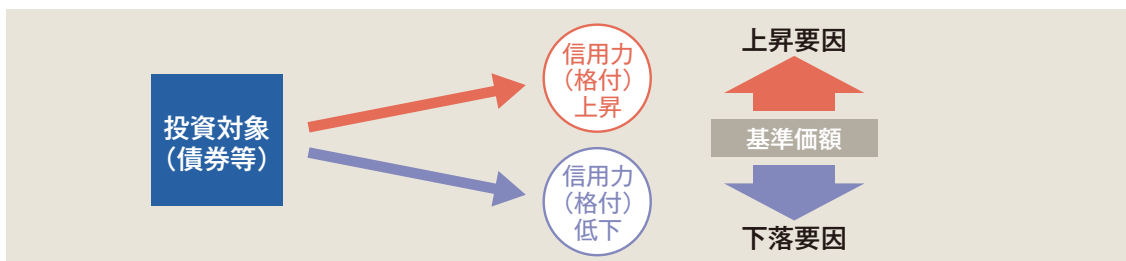 投資対象
（債券等）
信用力
（格付）
上昇
信用力
（格付）
低下
上昇要因
基準価額
下落要因